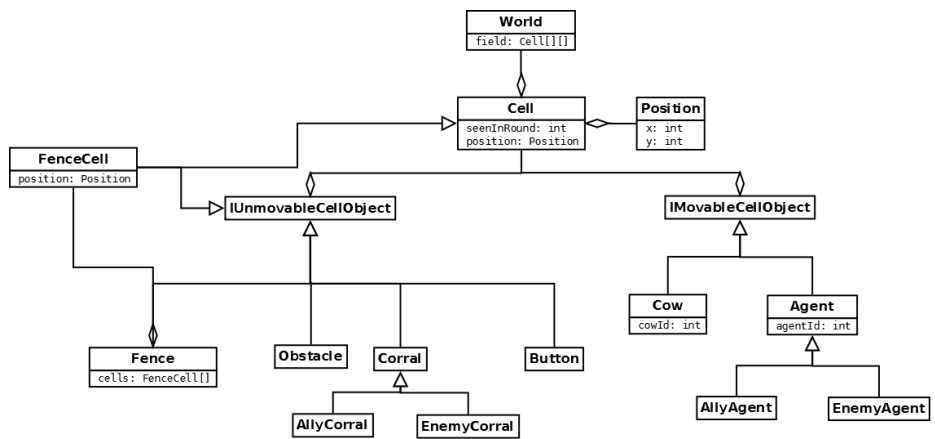 World
field: Cell[][]
Cell
seenInRound: int
position: Position
Position
x: int
y: int
FenceCell
position: Position
IUnmovableCellObject
IMovableCellObject
Cow
cowId: int
Agent
agentId: int
Fence
cells: FenceCell[]
Obstacle
Corral
Button
AllyCorral
EnemyCorral
AllyAgent
EnemyAgent